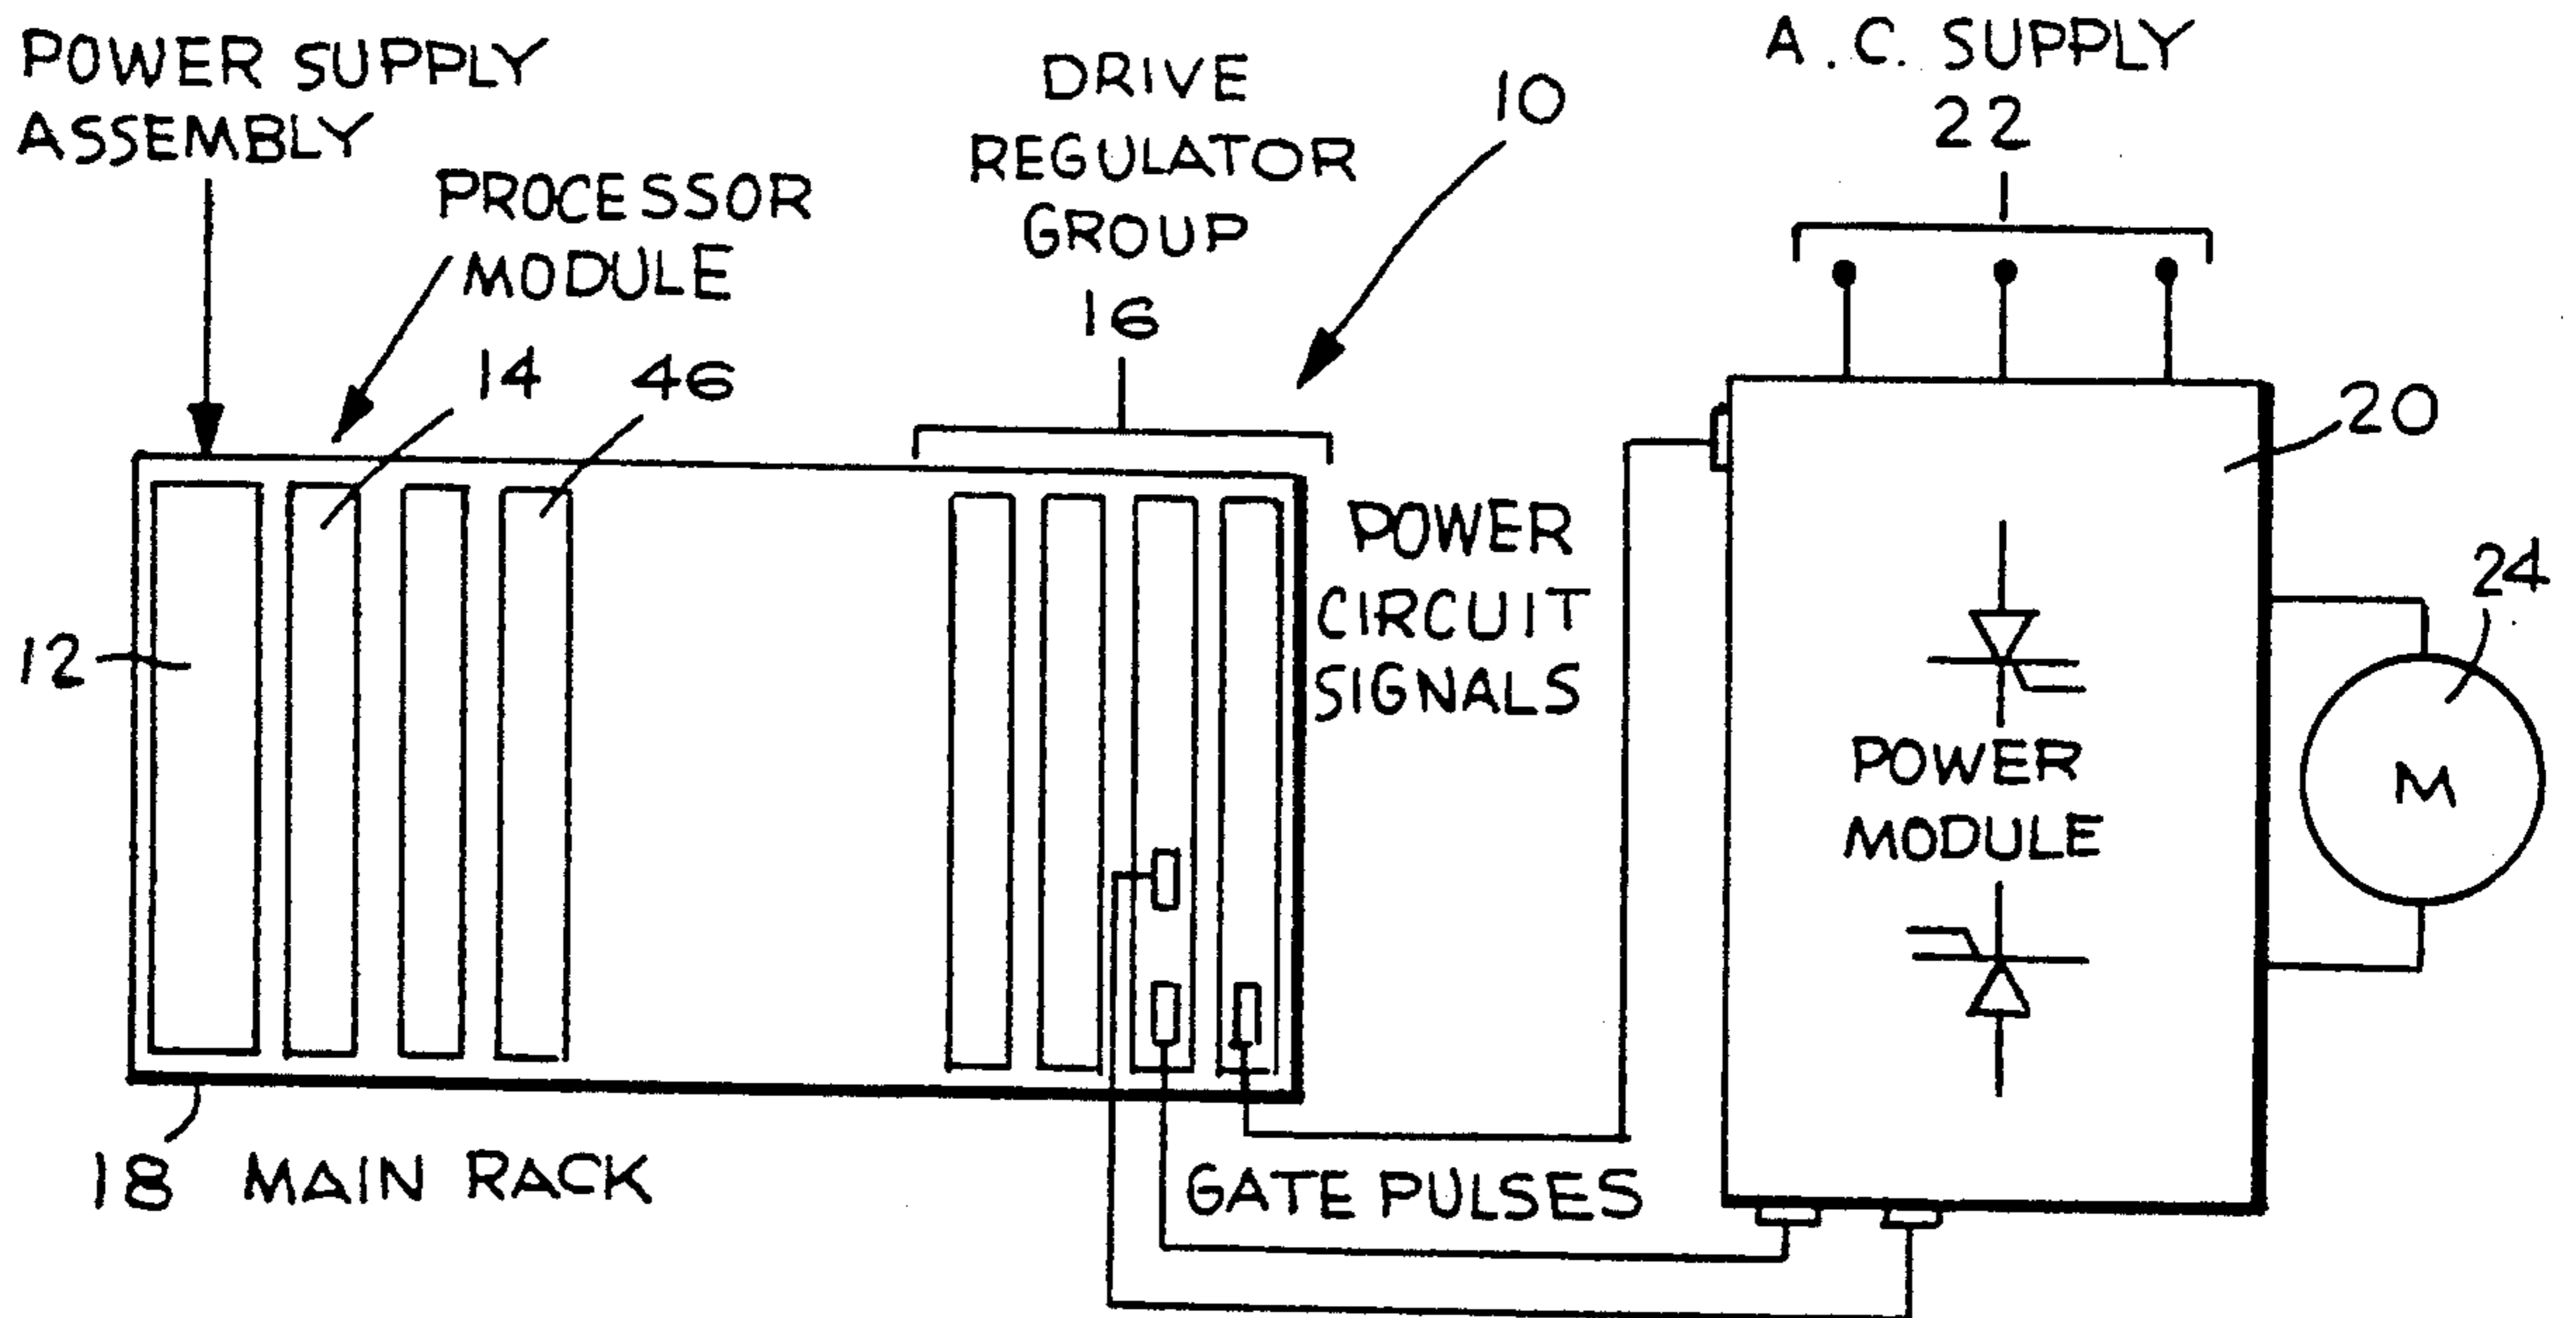 POWER SUPPLY
ASSEMBLY
PROCESSOR
MODULE
14
46
DRIVE
REGULATOR
GROUP
16
10
A.C. SUPPLY
22
20
12
POWER
CIRCUIT
SIGNALS
24
POWER
MODULE
M
18 MAIN RACK
GATE PULSES